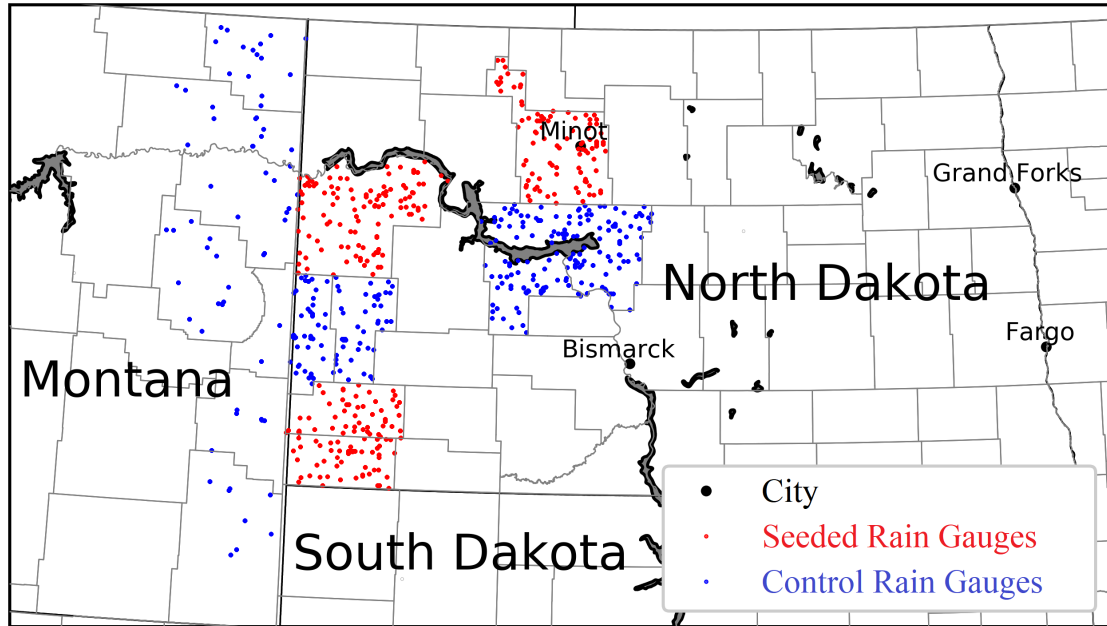 Minot
Grand Forks
North Dakota
Fargo
Bismarck
Montana
South Dakota
City
Seeded Rain Gauges
Control Rain Gauges